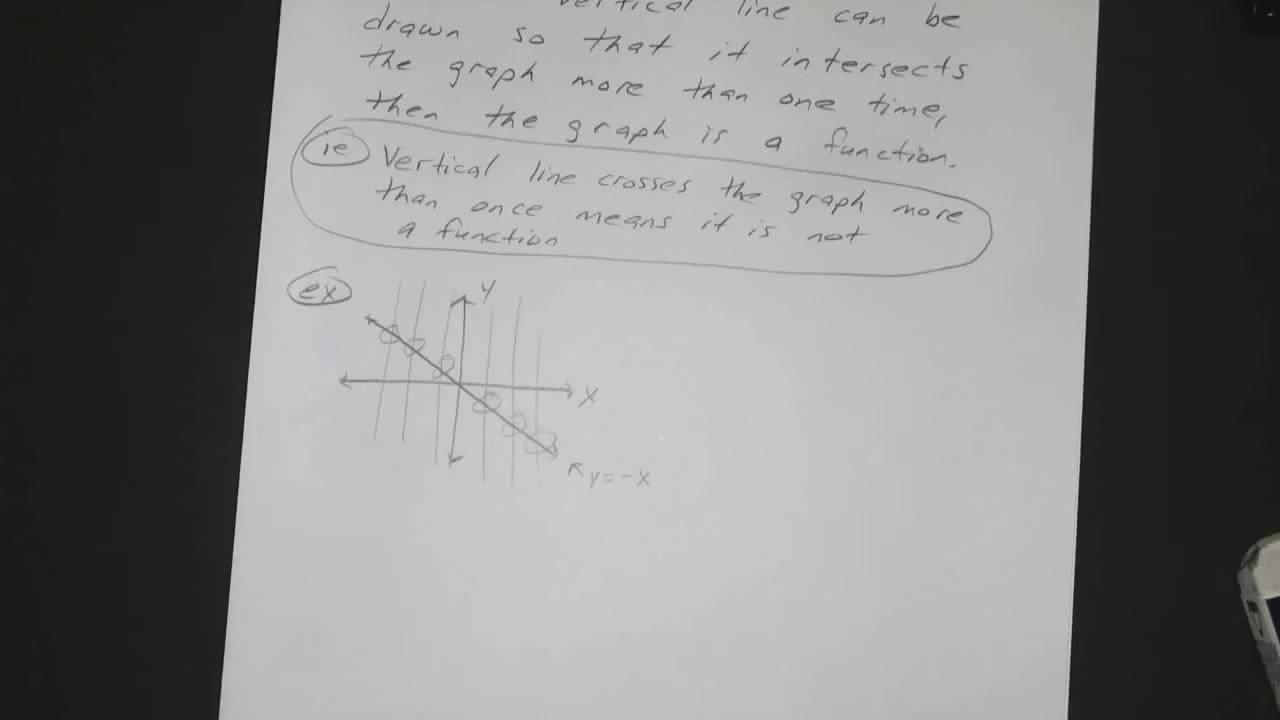 vertical line can be
drawn so that it intersects
the graph more than one time,
then the graph is a function.
ie Vertical line crosses the graph more
than once means it is not
a function
ex
y
x
y=-x